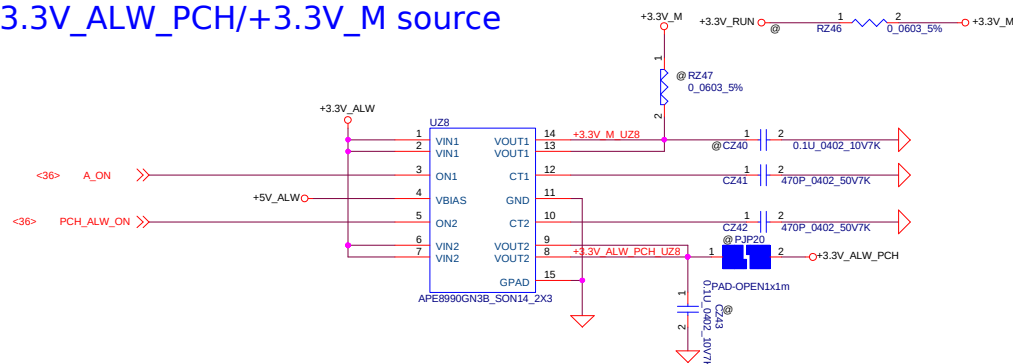 3.3V_ALW_PCH/+3.3V_M source
+3.3V_M
+3.3V_RUN
@
1
2
RZ46
0_0603_5%
+3.3V_M
1
@ RZ47
0_0603_5%
2
+3.3V_ALW
UZ8
1 VIN1
2 VIN1
3 ON1
4 VBIAS
5 ON2
6 VIN2
7 VIN2
VOUT1 14
VOUT1 13
CT1 12
GND 11
CT2 10
VOUT2 9
VOUT2 8
GPAD 15
APE8990GN3B_SON14_2X3
<36> A_ON
+5V_ALW
<36> PCH_ALW_ON
+3.3V_M_UZ8
1 2
@CZ40 0.1U_0402_10V7K
1 2
CZ41 470P_0402_50V7K
1 2
CZ42 470P_0402_50V7K
@ PJP20
+3.3V_ALW_PCH_UZ8
1 2
+3.3V_ALW_PCH
PAD-OPEN1x1m
1
2
CZ43
@
0.1U_0402_10V7K